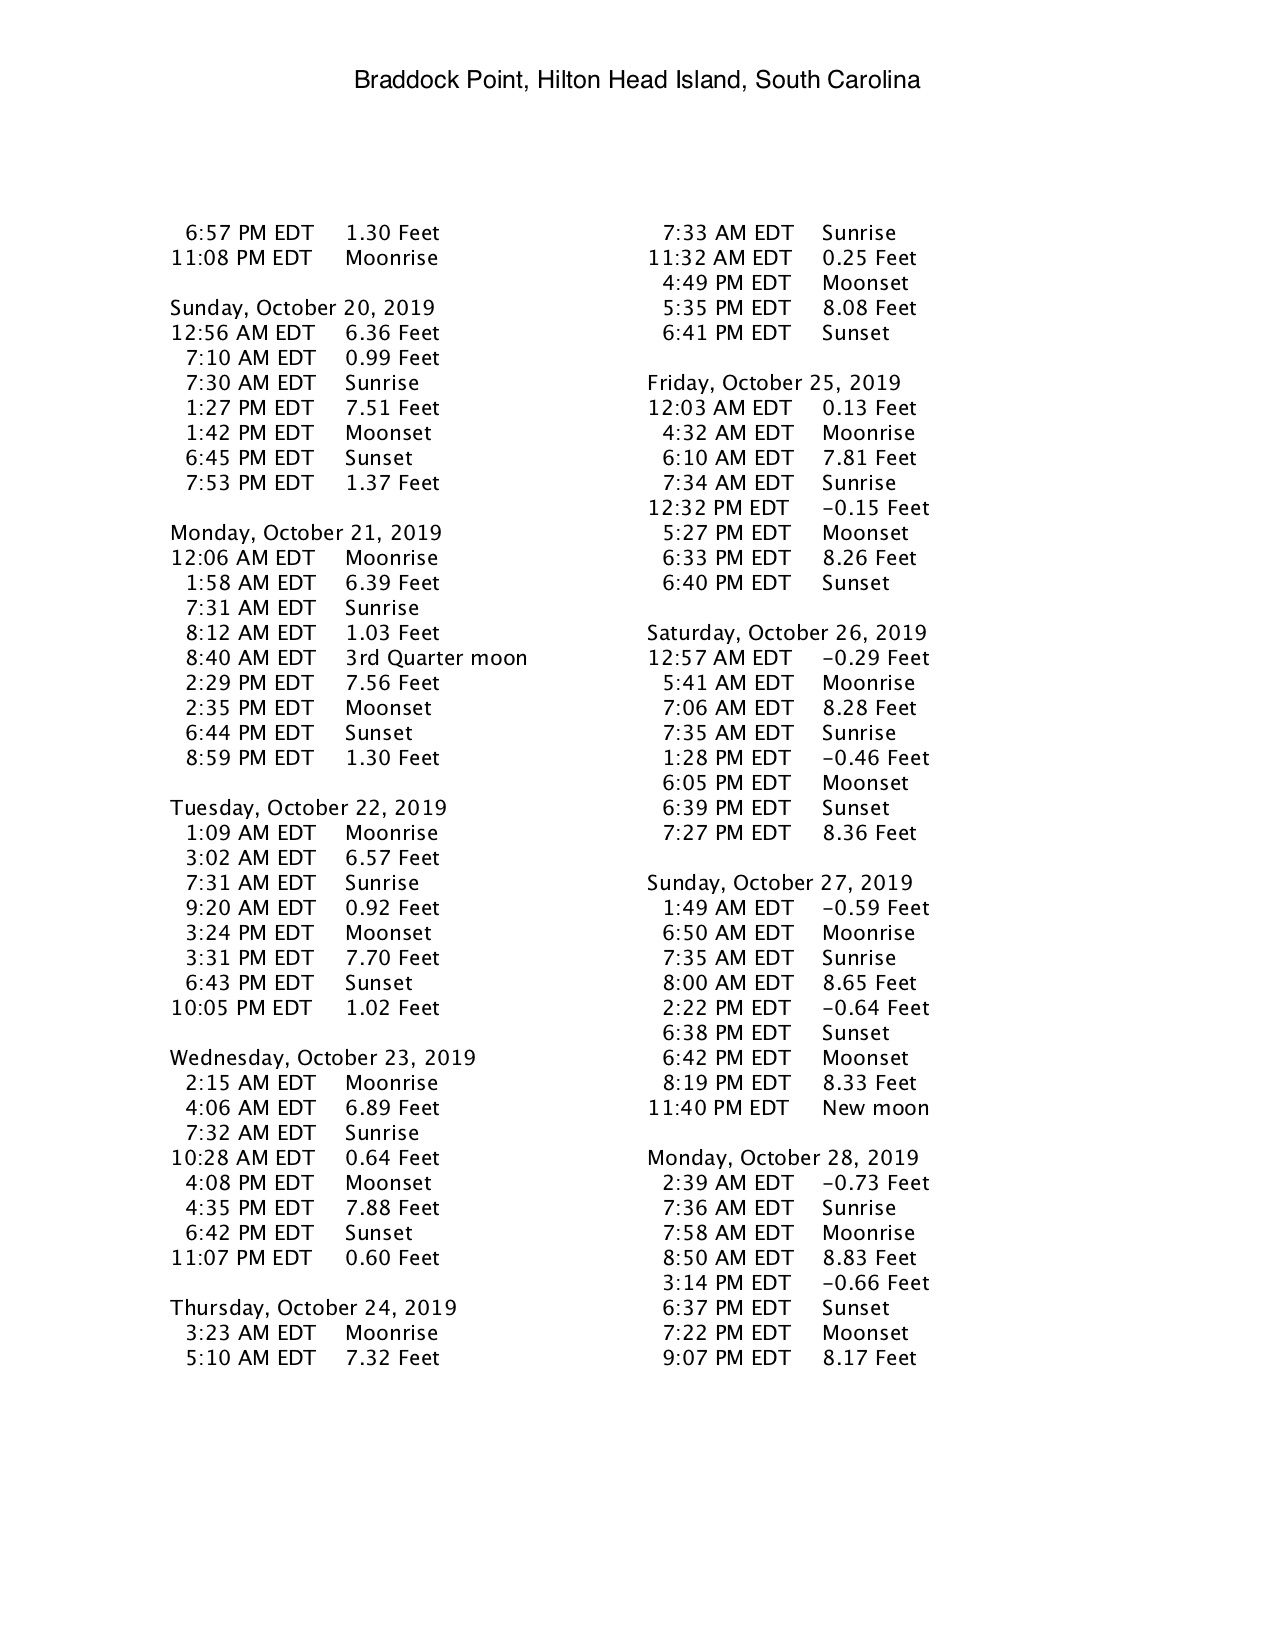 Braddock Point, Hilton Head Island, South Carolina
6:57 PM EDT 1.30 Feet
11:08 PM EDT Moonrise
Sunday, October 20, 2019
12:56 AM EDT 6.36 Feet
7:10 AM EDT 0.99 Feet
7:30 AM EDT Sunrise
1:27 PM EDT 7.51 Feet
1:42 PM EDT Moonset
6:45 PM EDT Sunset
7:53 PM EDT 1.37 Feet
Monday, October 21, 2019
12:06 AM EDT Moonrise
1:58 AM EDT 6.39 Feet
7:31 AM EDT Sunrise
8:12 AM EDT 1.03 Feet
8:40 AM EDT 3rd Quarter moon
2:29 PM EDT 7.56 Feet
2:35 PM EDT Moonset
6:44 PM EDT Sunset
8:59 PM EDT 1.30 Feet
Tuesday, October 22, 2019
1:09 AM EDT Moonrise
3:02 AM EDT 6.57 Feet
7:31 AM EDT Sunrise
9:20 AM EDT 0.92 Feet
3:24 PM EDT Moonset
3:31 PM EDT 7.70 Feet
6:43 PM EDT Sunset
10:05 PM EDT 1.02 Feet
Wednesday, October 23, 2019
2:15 AM EDT Moonrise
4:06 AM EDT 6.89 Feet
7:32 AM EDT Sunrise
10:28 AM EDT 0.64 Feet
4:08 PM EDT Moonset
4:35 PM EDT 7.88 Feet
6:42 PM EDT Sunset
11:07 PM EDT 0.60 Feet
Thursday, October 24, 2019
3:23 AM EDT Moonrise
5:10 AM EDT 7.32 Feet
7:33 AM EDT Sunrise
11:32 AM EDT 0.25 Feet
4:49 PM EDT Moonset
5:35 PM EDT 8.08 Feet
6:41 PM EDT Sunset
Friday, October 25, 2019
12:03 AM EDT 0.13 Feet
4:32 AM EDT Moonrise
6:10 AM EDT 7.81 Feet
7:34 AM EDT Sunrise
12:32 PM EDT -0.15 Feet
5:27 PM EDT Moonset
6:33 PM EDT 8.26 Feet
6:40 PM EDT Sunset
Saturday, October 26, 2019
12:57 AM EDT -0.29 Feet
5:41 AM EDT Moonrise
7:06 AM EDT 8.28 Feet
7:35 AM EDT Sunrise
1:28 PM EDT -0.46 Feet
6:05 PM EDT Moonset
6:39 PM EDT Sunset
7:27 PM EDT 8.36 Feet
Sunday, October 27, 2019
1:49 AM EDT -0.59 Feet
6:50 AM EDT Moonrise
7:35 AM EDT Sunrise
8:00 AM EDT 8.65 Feet
2:22 PM EDT -0.64 Feet
6:38 PM EDT Sunset
6:42 PM EDT Moonset
8:19 PM EDT 8.33 Feet
11:40 PM EDT New moon
Monday, October 28, 2019
2:39 AM EDT -0.73 Feet
7:36 AM EDT Sunrise
7:58 AM EDT Moonrise
8:50 AM EDT 8.83 Feet
3:14 PM EDT -0.66 Feet
6:37 PM EDT Sunset
7:22 PM EDT Moonset
9:07 PM EDT 8.17 Feet